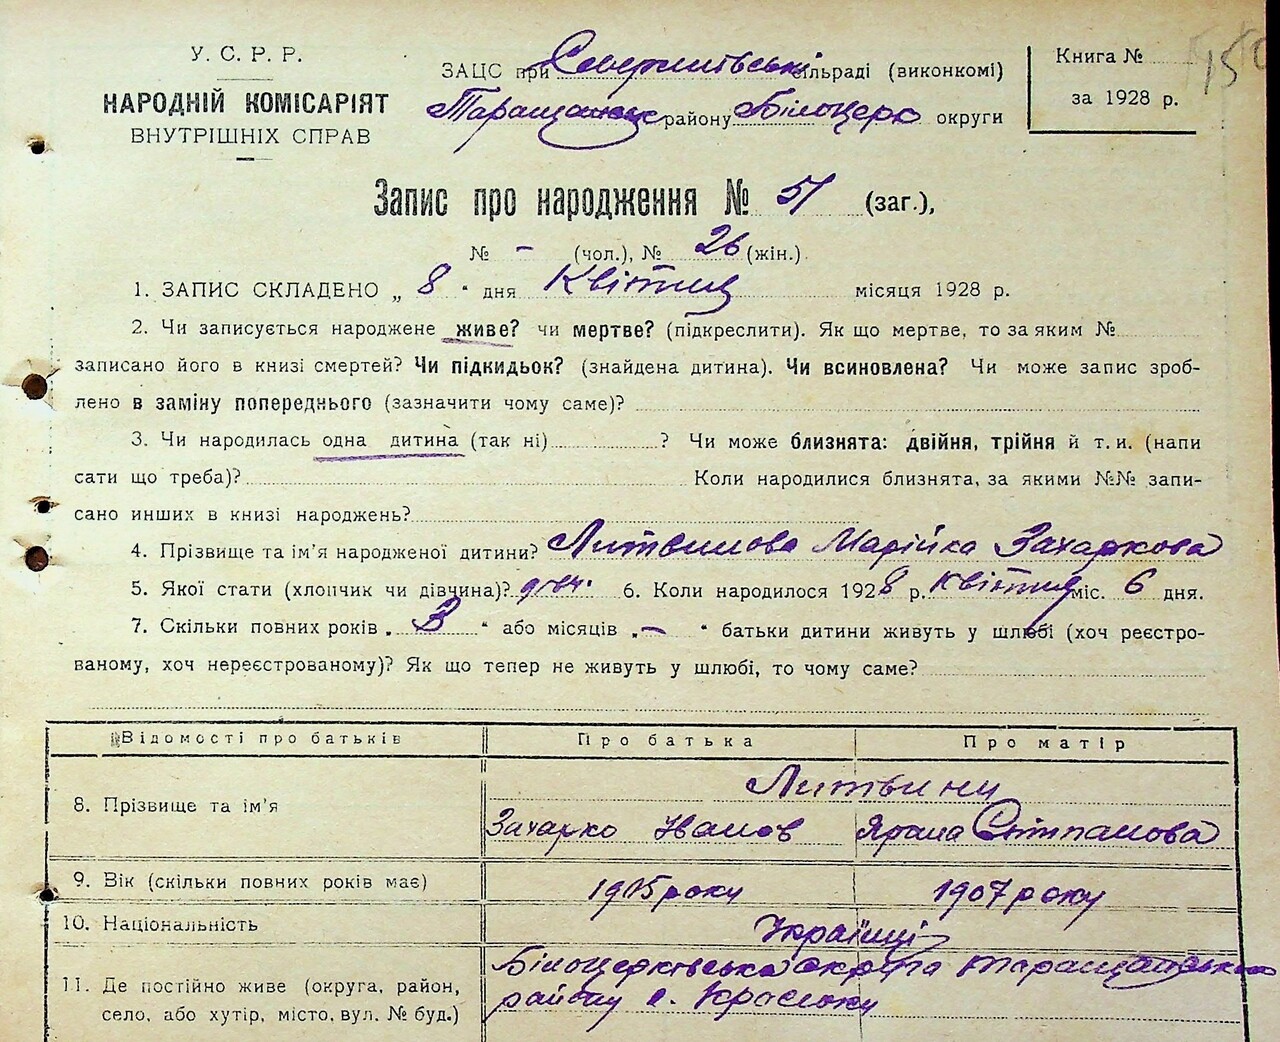 У. С. Р. Р.
НАРОДНІЙ КОМІСАРІЯТ
ВНУТРІШНІХ СПРАВ
ЗАЦС при сільраді (виконкомі)
района Білоцерк округи
Книга №
за 1928 р.
Запис про народження № 51 (заг.),
№ - (чол.), № 26 (жін.)
1. ЗАПИС СКЛАДЕНО „ 8 " дня Квітня місяця 1928 р.
2. Чи записується народжене живе? чи мертве? (підкреслити). Як що мертве, то за яким №
записано його в книзі смертей? Чи підкидьок? (знайдена дитина). Чи всиновлена? Чи може запис зроб-
лено в заміну попереднього (зазначити чому саме)?
3. Чи народилась одна дитина (так ні) ? Чи може близнята: двійня, трійня й т. и. (напи
сати що треба)? Коли народилися близнята, за якими №№ запи-
сано инших в книзі народжень?
4. Прізвище та ім'я народженої дитини? Литвинова Марійка Захаркова
5. Якої стати (хлопчик чи дівчина)? дівч. 6. Коли народилося 1928 р. Квітня міс. 6 дня.
7. Скільки повних років „ 3 " або місяців „ - " батьки дитини живуть у шлюбі (хоч реєстро-
ваному, хоч нереєстрованому)? Як що тепер не живуть у шлюбі, то чому саме?
Відомості про батьків Про батька Про матір
8. Прізвище та ім'я Литвини
Захарко Іванов Степанова
9. Вік (скільки повних років має) 1905 року 1907 року
10. Національність Українці
11. Де постійно живе (округа, район,
село, або хутір, місто, вул. № буд.)
Білоцерківська округа Таращанського
району с.